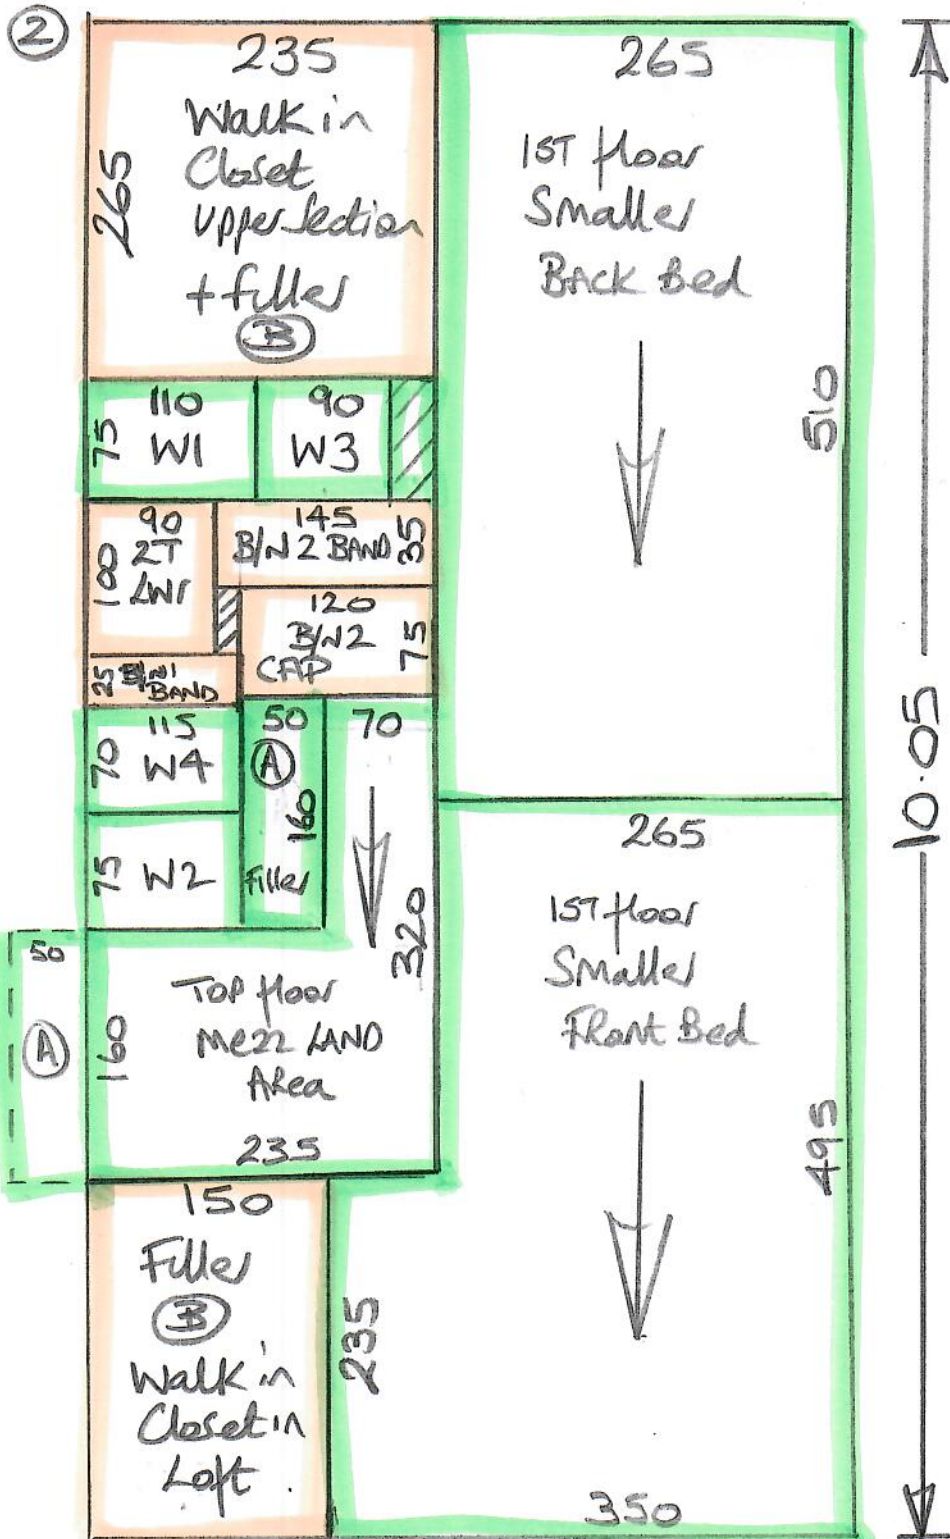 2
235
265
Walk in
Closet
upper Section
+ filler
B
265
1ST floor
Smaller
BACK Bed
510
110
75
W1
90
W3
90
100
2T
LWR
145
B/N 2 BAND
35
120
B/N2
CAP
75
25
B/N1
BAND
115
70
W4
50
A
160
Filler
70
320
75
W2
50
A
160
TOP floor
Mezz LAND
Area
235
265
1ST floor
Smaller
Front Bed
495
350
150
Filler
B
Walk in
Closet in
Loft
235
10.05